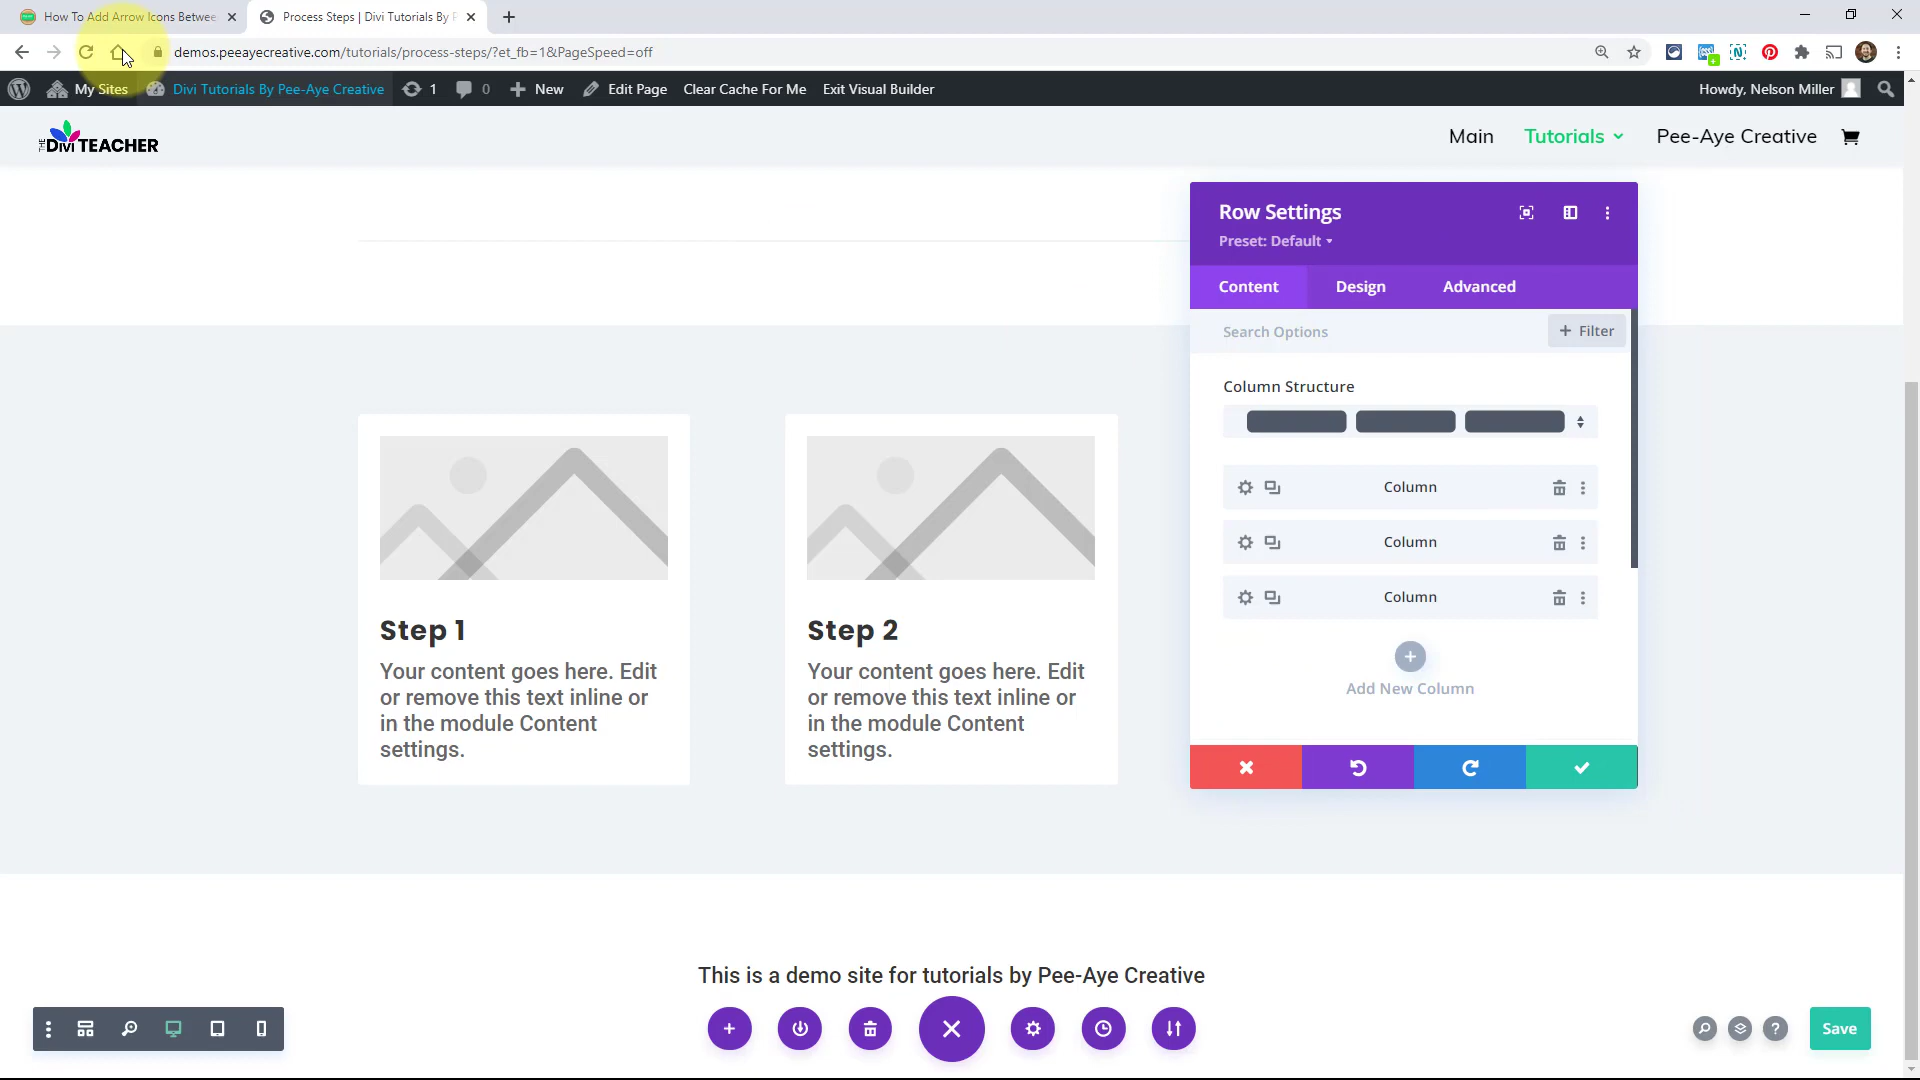 How To Add Arrow Icons Betwee
Process Steps | Divi Tutorials By P
demos.peeayecreative.com/tutorials/process-steps/?et_fb=1&PageSpeed=off
My Sites
Divi Tutorials By Pee-Aye Creative
1
0
New
Edit Page
Clear Cache For Me
Exit Visual Builder
Howdy, Nelson Miller
THE DIVI TEACHER
Main
Tutorials
Pee-Aye Creative
Row Settings
Preset: Default
Content
Design
Advanced
Search Options
+ Filter
Column Structure
Column
Column
Column
Add New Column
Step 1
Your content goes here. Edit
or remove this text inline or
in the module Content
settings.
Step 2
Your content goes here. Edit
or remove this text inline or
in the module Content
settings.
This is a demo site for tutorials by Pee-Aye Creative
?
Save